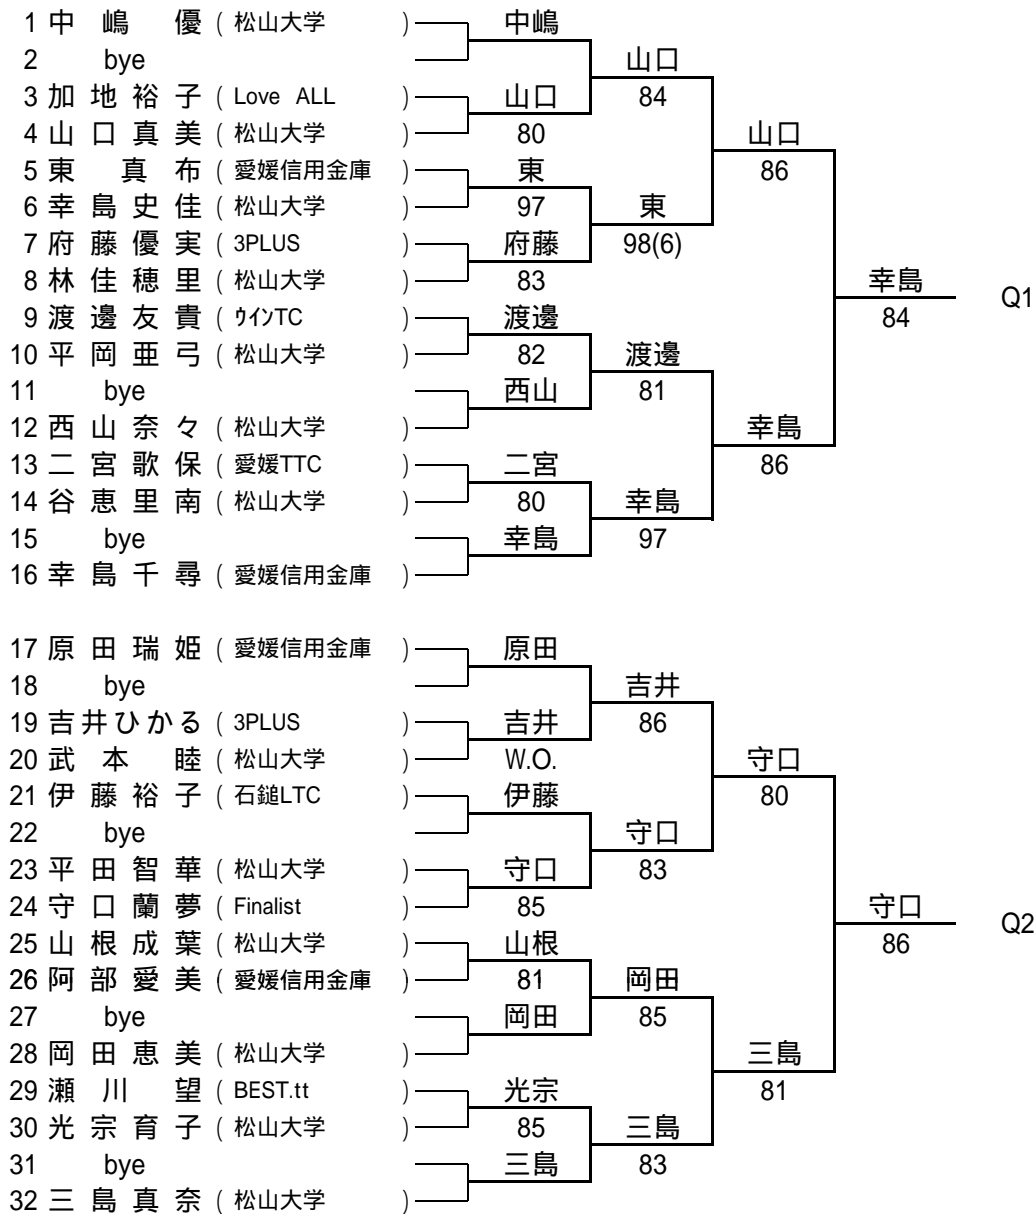 1 中 嶋 優 ( 松山大学 ) 中嶋
2 bye 山口
3 加 地 裕 子 ( Love ALL ) 山口 84
4 山 口 真 美 ( 松山大学 ) 80 山口
5 東 真 布 ( 愛媛信用金庫 ) 東 86
6 幸 島 史 佳 ( 松山大学 ) 97 東
7 府 藤 優 実 ( 3PLUS ) 府藤 98(6)
8 林 佳 穂 里 ( 松山大学 ) 83 幸島 Q1
9 渡 邊 友 貴 ( ウインTC ) 渡邊 84
10 平 岡 亜 弓 ( 松山大学 ) 82 渡邊
11 bye 西山 81
12 西 山 奈 々 ( 松山大学 ) 幸島
13 二 宮 歌 保 ( 愛媛TTC ) 二宮 86
14 谷 恵 里 南 ( 松山大学 ) 80 幸島
15 bye 幸島 97
16 幸 島 千 尋 ( 愛媛信用金庫 )
17 原 田 瑞 姫 ( 愛媛信用金庫 ) 原田
18 bye 吉井
19 吉井ひかる ( 3PLUS ) 吉井 86
20 武 本 睦 ( 松山大学 ) W.O. 守口
21 伊 藤 裕 子 ( 石鎚LTC ) 伊藤 80
22 bye 守口
23 平 田 智 華 ( 松山大学 ) 守口 83
24 守 口 蘭 夢 ( Finalist ) 85 守口 Q2
25 山 根 成 葉 ( 松山大学 ) 山根 86
26 阿 部 愛 美 ( 愛媛信用金庫 ) 81 岡田
27 bye 岡田 85
28 岡 田 恵 美 ( 松山大学 ) 三島
29 瀬 川 望 ( BEST.tt ) 光宗 81
30 光 宗 育 子 ( 松山大学 ) 85 三島
31 bye 三島 83
32 三 島 真 奈 ( 松山大学 )